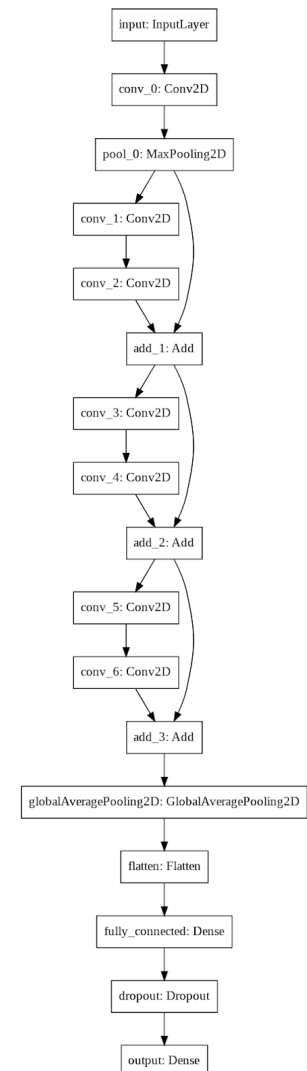 input: InputLayer
conv_0: Conv2D
pool_0: MaxPooling2D
conv_1: Conv2D
conv_2: Conv2D
add_1: Add
conv_3: Conv2D
conv_4: Conv2D
add_2: Add
conv_5: Conv2D
conv_6: Conv2D
add_3: Add
globalAveragePooling2D: GlobalAveragePooling2D
flatten: Flatten
fully_connected: Dense
dropout: Dropout
output: Dense